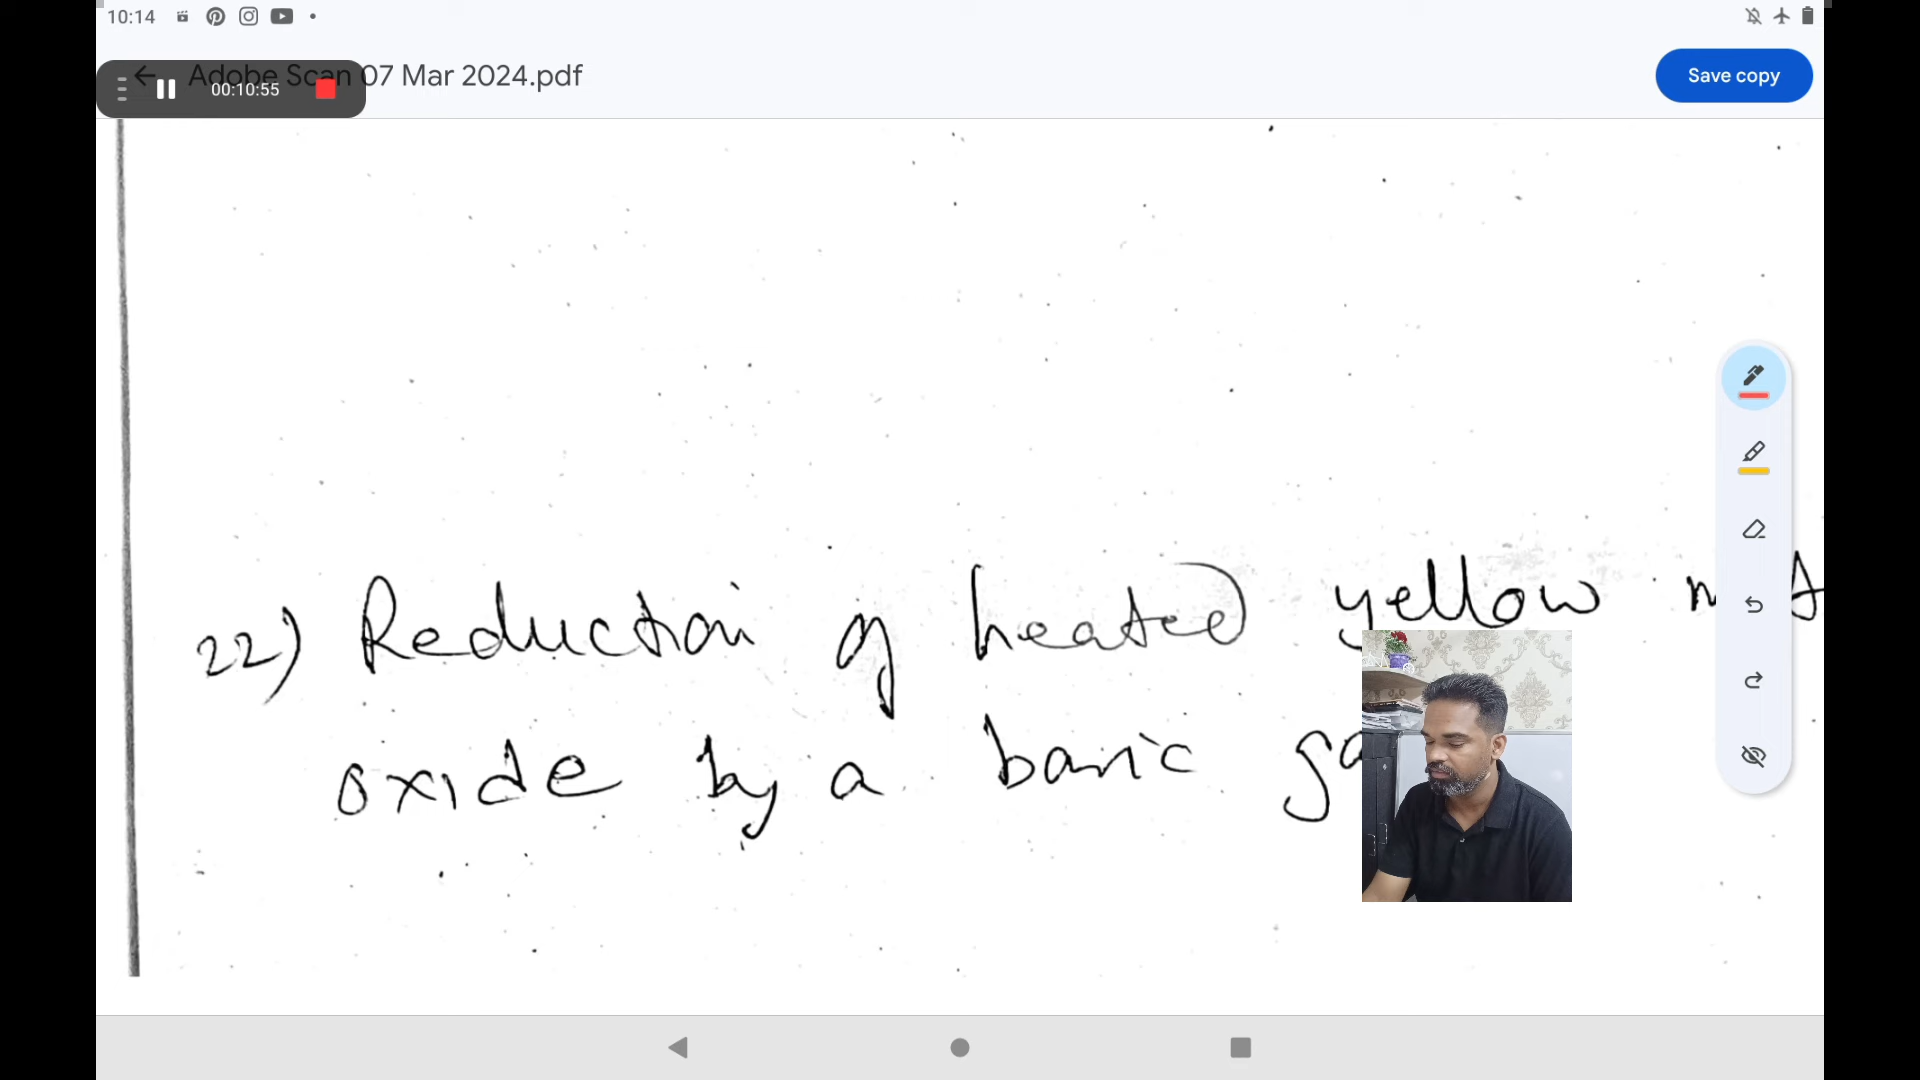 10:14
Adobe Scan 07 Mar 2024.pdf
00:10:55
Save copy
22) Reduction of heated yellow
oxide by a basic